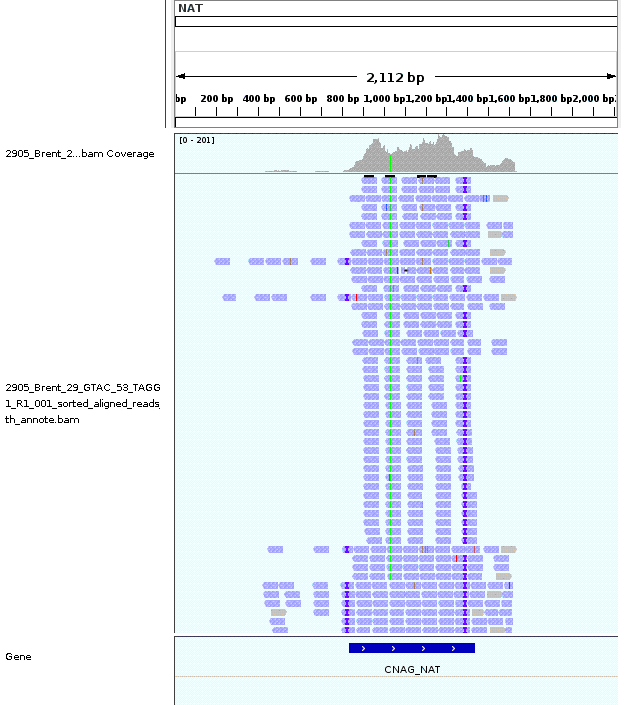 NAT
2,112 bp
bp 200 bp 400 bp 600 bp 800 bp 1,000 bp 1,200 bp 1,400 bp 1,600 bp 1,800 bp 2,000 bp
[0 - 201]
2905_Brent_2...bam Coverage
2905_Brent_29_GTAC_53_TAGG
1_R1_001_sorted_aligned_reads_
th_annote.bam
Gene
CNAG_NAT